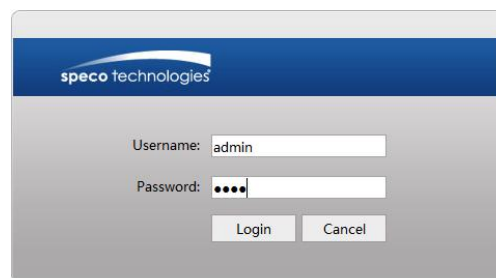 speco technologies
Username: admin
Password: ••••
Login Cancel